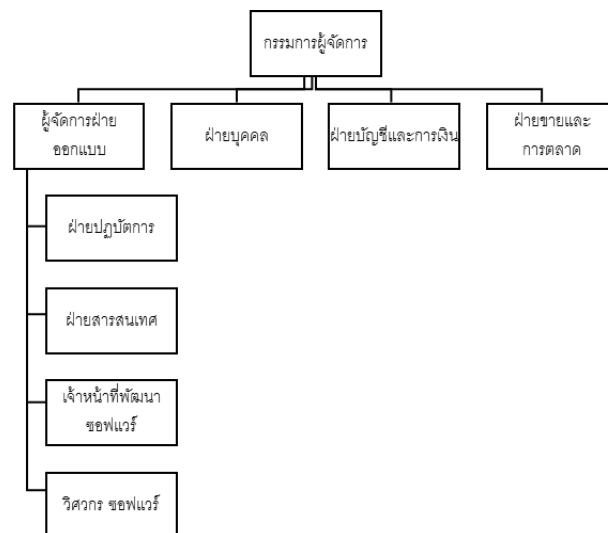 กรรมการผู้จัดการ
ผู้จัดการฝ่าย
ออกแบบ
ฝ่ายบุคคล
ฝ่ายบัญชีและการเงิน
ฝ่ายขายและ
การตลาด
ฝ่ายปฏบัตการ
ฝ่ายสารสนเทศ
เจ้าหน้าที่พัฒนา
ซอฟแวร์
วิศวกร ซอฟแวร์